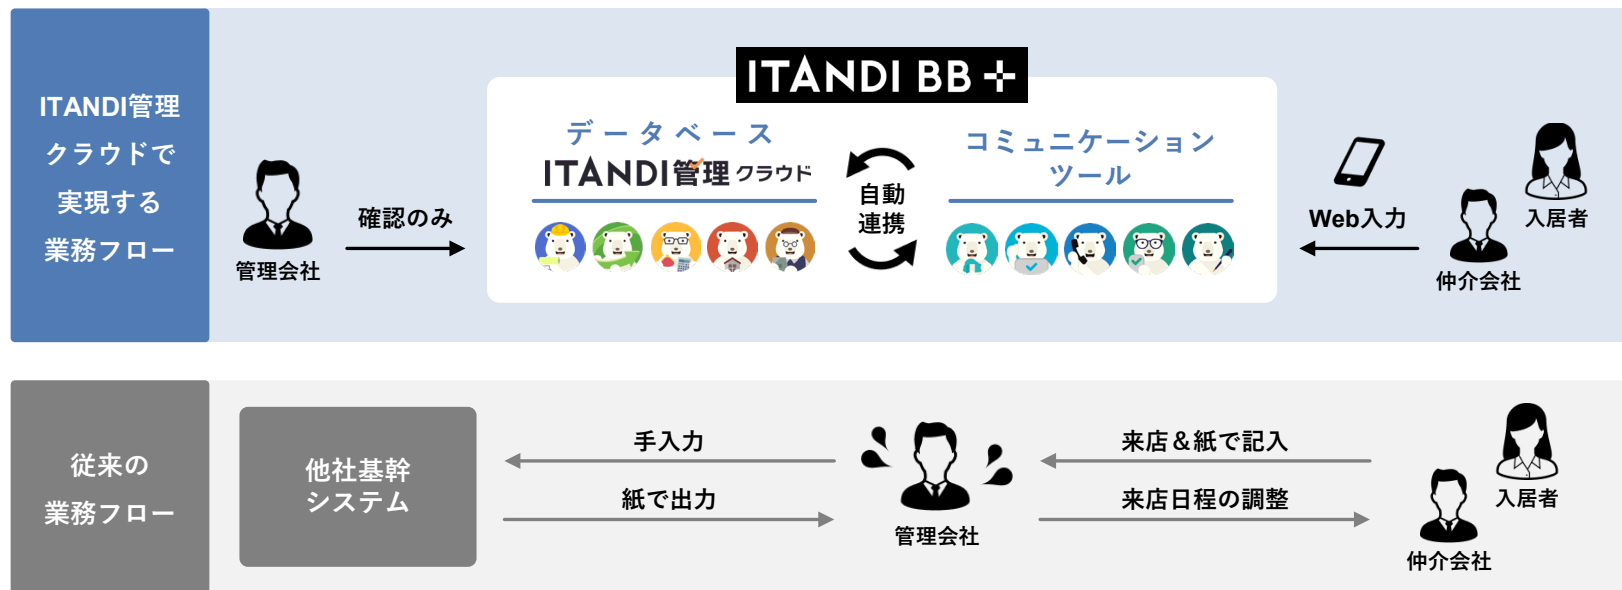 ITANDI管理
クラウドで
実現する
業務フロー
管理会社
確認のみ
ITANDI BB +
データベース
ITANDI管理クラウド
自動
連携
コミュニケーション
ツール
Web入力
入居者
仲介会社
従来の
業務フロー
他社基幹
システム
手入力
紙で出力
管理会社
来店＆紙で記入
来店日程の調整
入居者
仲介会社